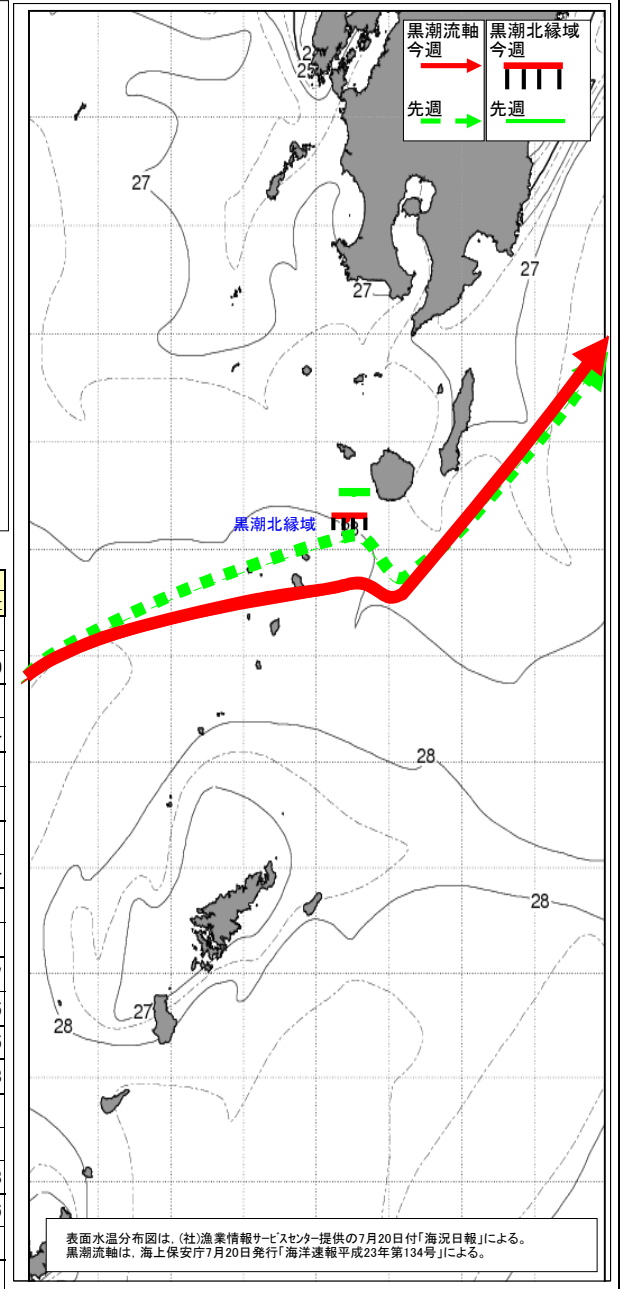 黒潮流軸
今週
先週
黒潮北縁域
今週
先週
25
27
27
27
黒潮北縁域
28
28
27
28
表面水温分布図は,(社)漁業情報サービスセンター提供の7月20日付「海況日報」による。
黒潮流軸は,海上保安庁7月20日発行「海洋速報平成23年第134号」による。